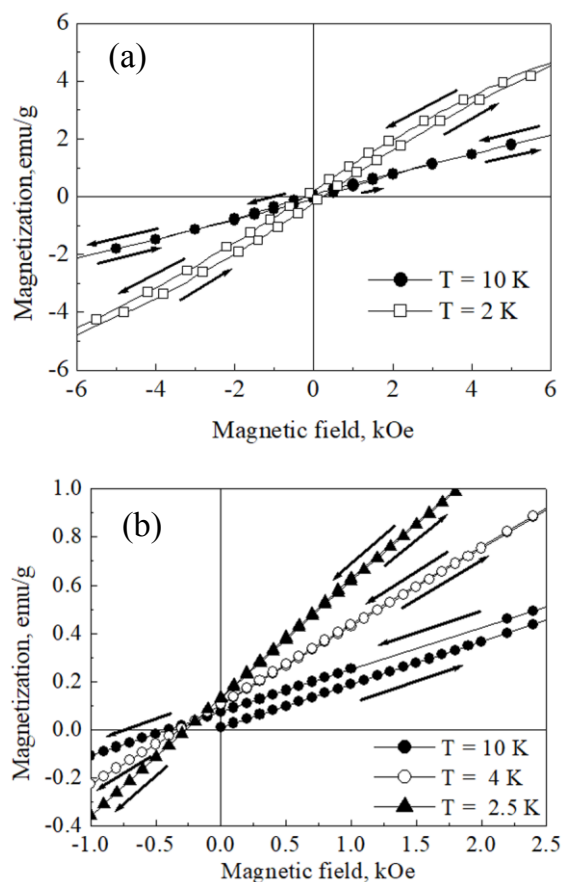 (a)
6
4
2
0
-2
-4
-6
Magnetization,emu/g
T = 10 K
T = 2 K
-6 -4 -2 0 2 4 6
Magnetic field, kOe
(b)
1.0
0.8
0.6
0.4
0.2
0.0
-0.2
-0.4
Magnetization, emu/g
T = 10 K
T = 4 K
T = 2.5 K
-1.0 -0.5 0.0 0.5 1.0 1.5 2.0 2.5
Magnetic field, kOe